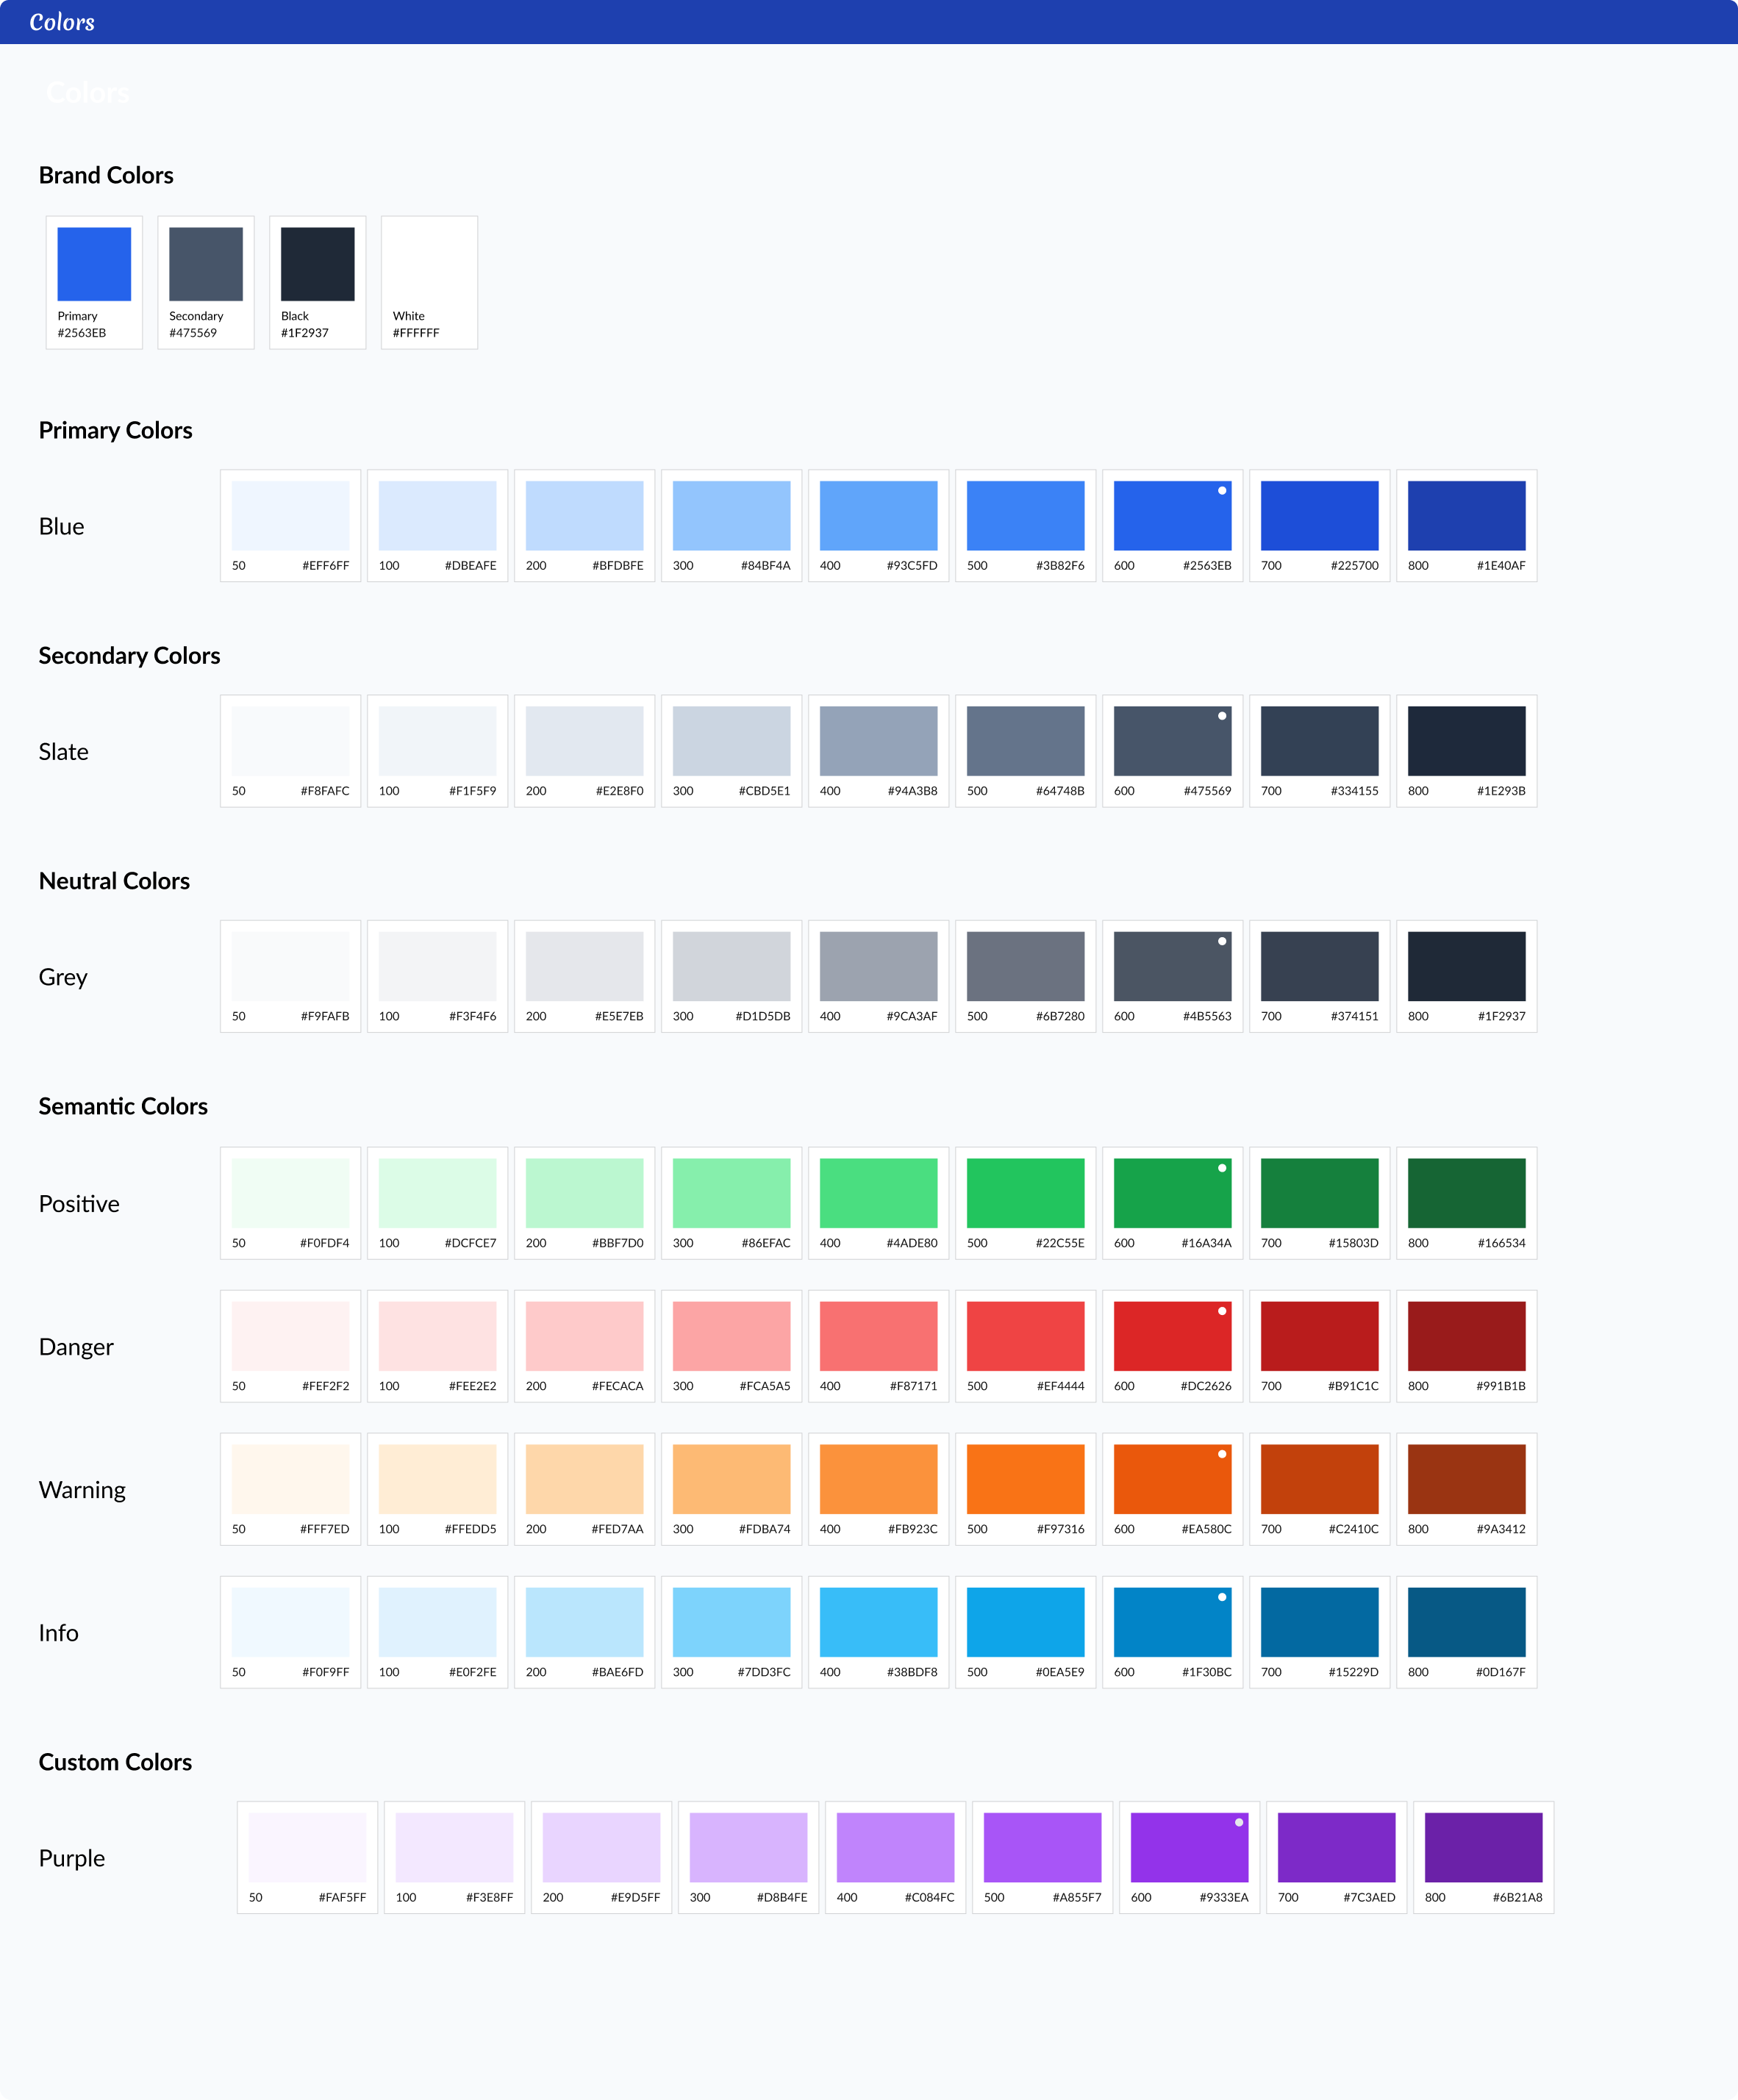 Colors
Colors
Brand Colors
Primary
#2563EB
Secondary
#475569
Black
#1F2937
White
#FFFFFF
Primary Colors
Blue
50 #EFF6FF
100 #DBEAFE
200 #BFDBFE
300 #84BF4A
400 #93C5FD
500 #3B82F6
600 #2563EB
700 #225700
800 #1E40AF
Secondary Colors
Slate
50 #F8FAFC
100 #F1F5F9
200 #E2E8F0
300 #CBD5E1
400 #94A3B8
500 #64748B
600 #475569
700 #334155
800 #1E293B
Neutral Colors
Grey
50 #F9FAFB
100 #F3F4F6
200 #E5E7EB
300 #D1D5DB
400 #9CA3AF
500 #6B7280
600 #4B5563
700 #374151
800 #1F2937
Semantic Colors
Positive
50 #F0FDF4
100 #DCFCE7
200 #BBF7D0
300 #86EFAC
400 #4ADE80
500 #22C55E
600 #16A34A
700 #15803D
800 #166534
Danger
50 #FEF2F2
100 #FEE2E2
200 #FECACA
300 #FCA5A5
400 #F87171
500 #EF4444
600 #DC2626
700 #B91C1C
800 #991B1B
Warning
50 #FFF7ED
100 #FFEDD5
200 #FED7AA
300 #FDBA74
400 #FB923C
500 #F97316
600 #EA580C
700 #C2410C
800 #9A3412
Info
50 #F0F9FF
100 #E0F2FE
200 #BAE6FD
300 #7DD3FC
400 #38BDF8
500 #0EA5E9
600 #1F30BC
700 #15229D
800 #0D167F
Custom Colors
Purple
50 #FAF5FF
100 #F3E8FF
200 #E9D5FF
300 #D8B4FE
400 #C084FC
500 #A855F7
600 #9333EA
700 #7C3AED
800 #6B21A8